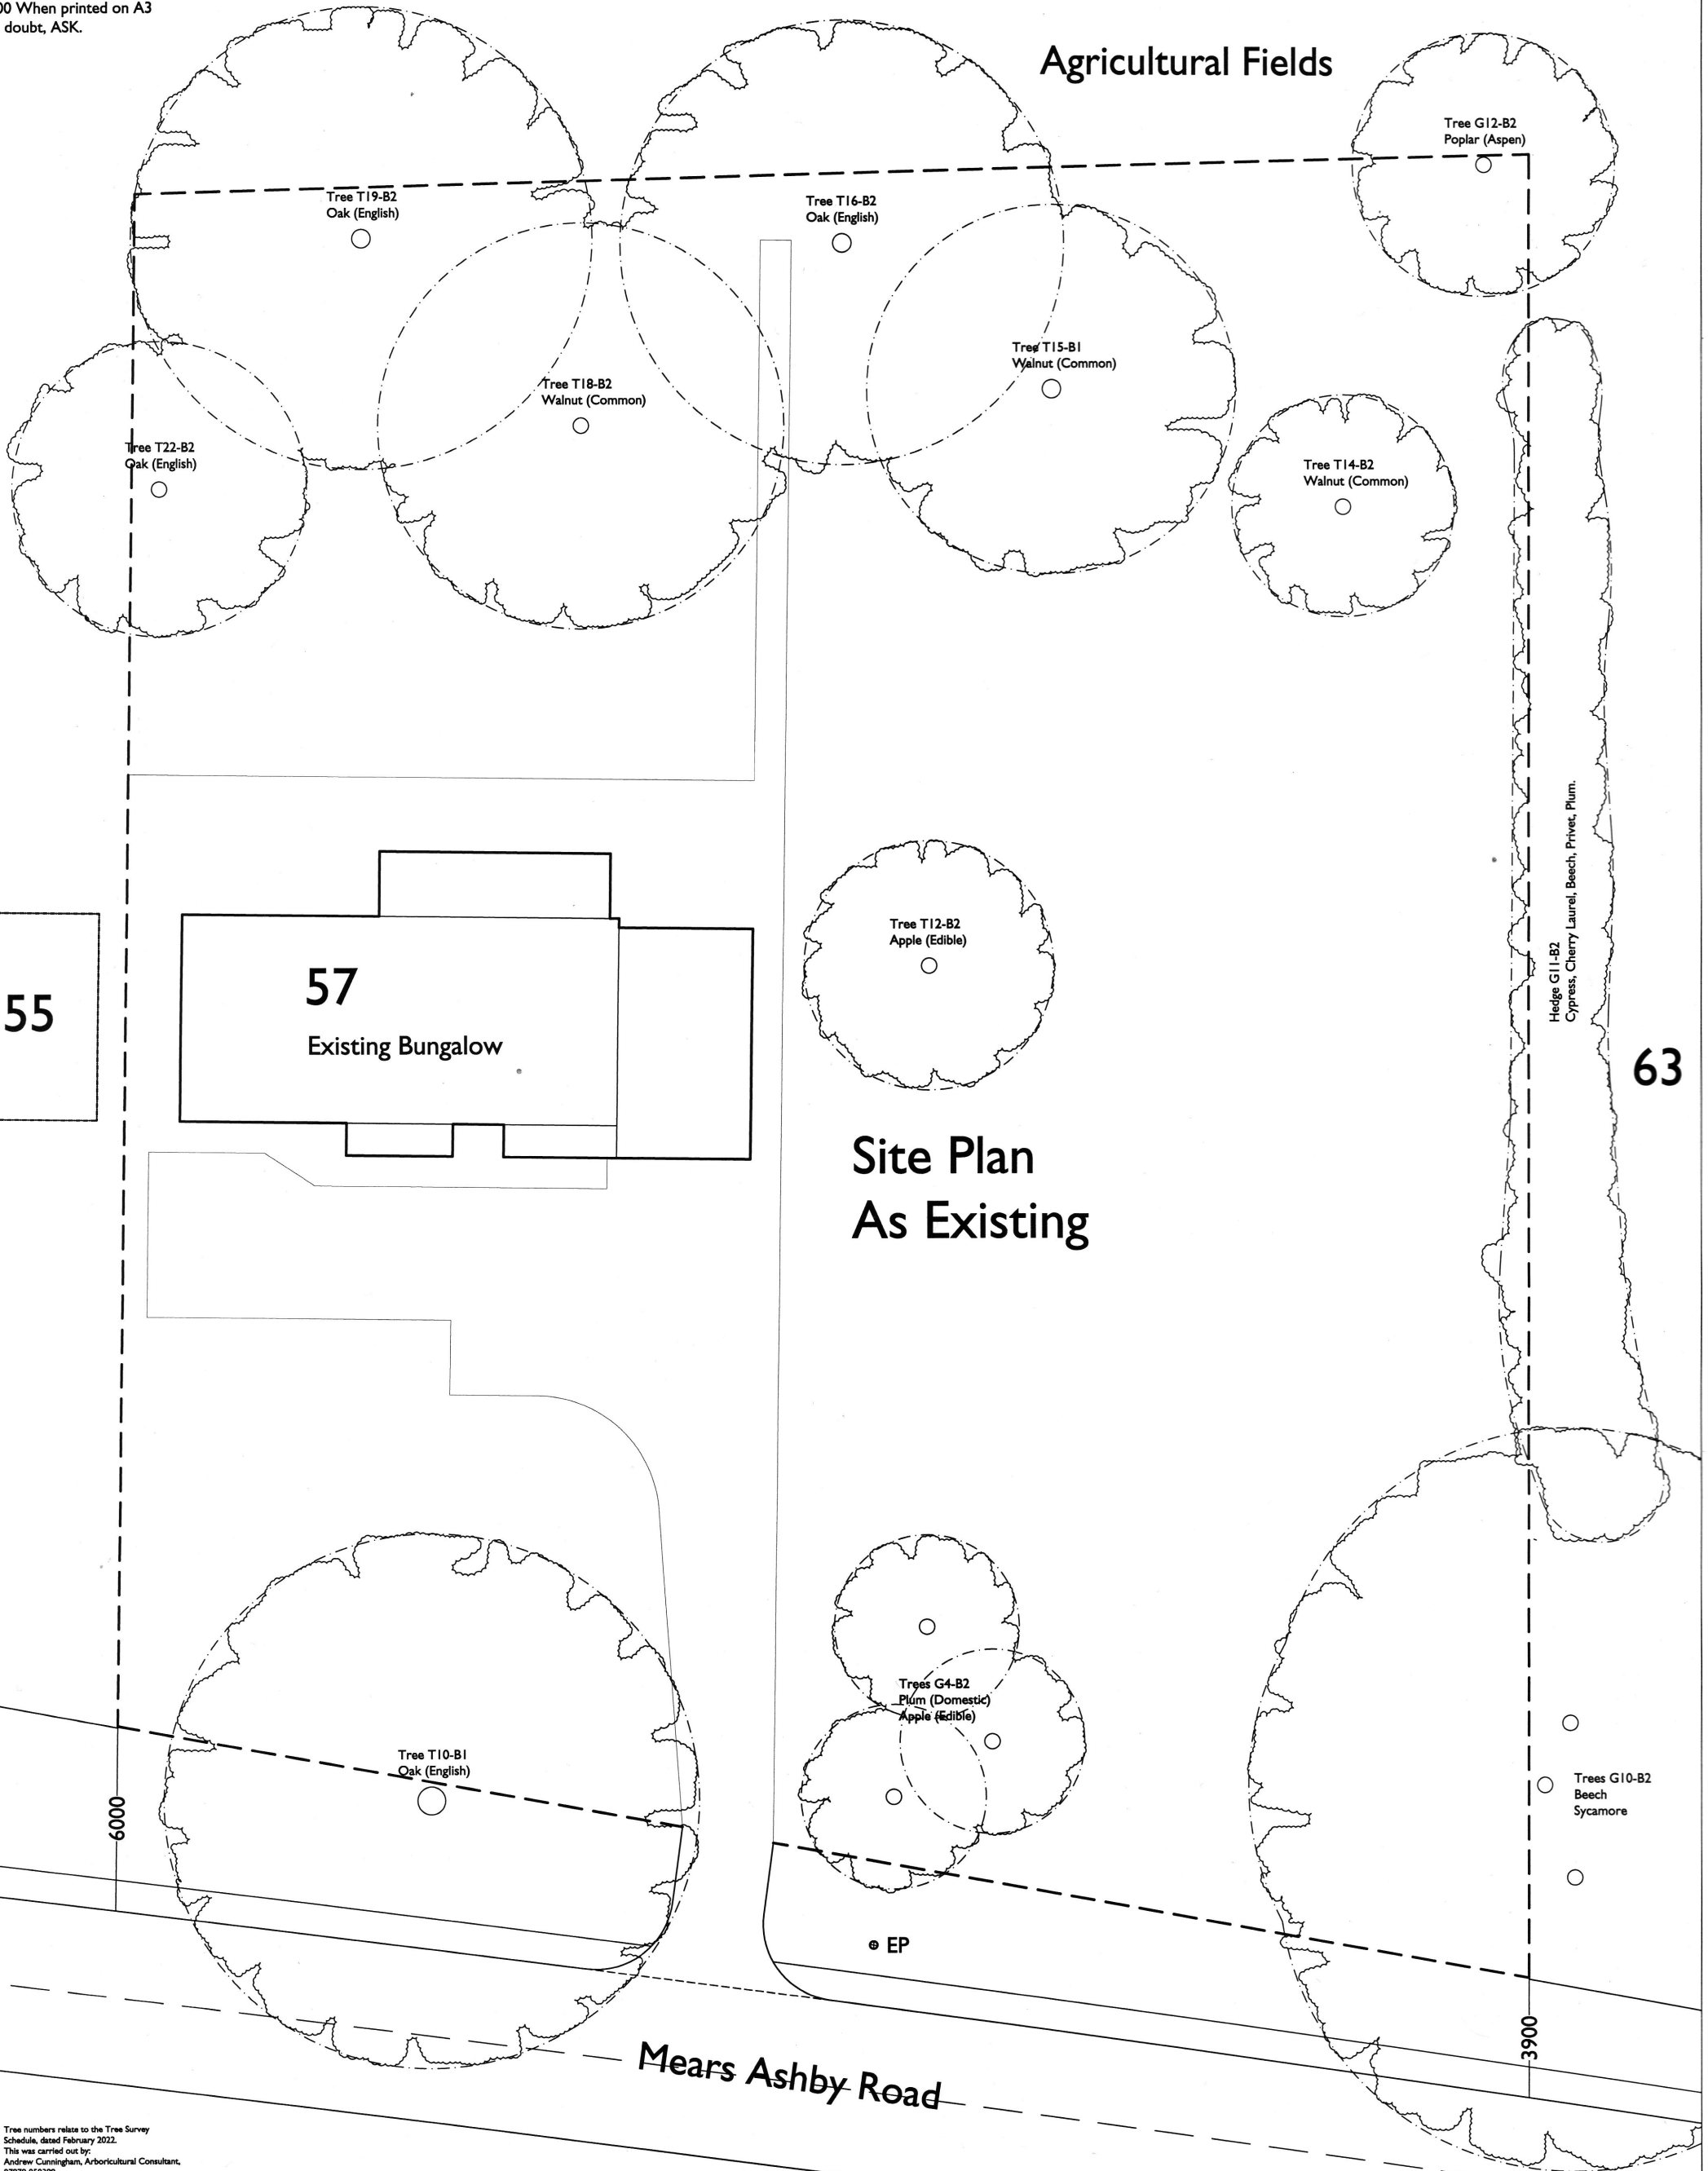 00 When printed on A3
doubt, ASK.
Agricultural Fields
Tree G12-B2
Poplar (Aspen)
Tree T19-B2
Oak (English)
Tree T16-B2
Oak (English)
Tree T15-B1
Walnut (Common)
Tree T18-B2
Walnut (Common)
Tree T22-B2
Oak (English)
Tree T14-B2
Walnut (Common)
Hedge G11-B2
Cypress, Cherry Laurel, Beech, Privet, Plum.
Tree T12-B2
Apple (Edible)
57
Existing Bungalow
55
63
Site Plan
As Existing
Trees G4-B2
Plum (Domestic)
Apple (Edible)
Tree T10-B1
Oak (English)
Trees G10-B2
Beech
Sycamore
6000
EP
3900
Mears Ashby Road
Tree numbers relate to the Tree Survey
Schedule, dated February 2022.
This was carried out by:
Andrew Cunningham, Arboricultural Consultant,